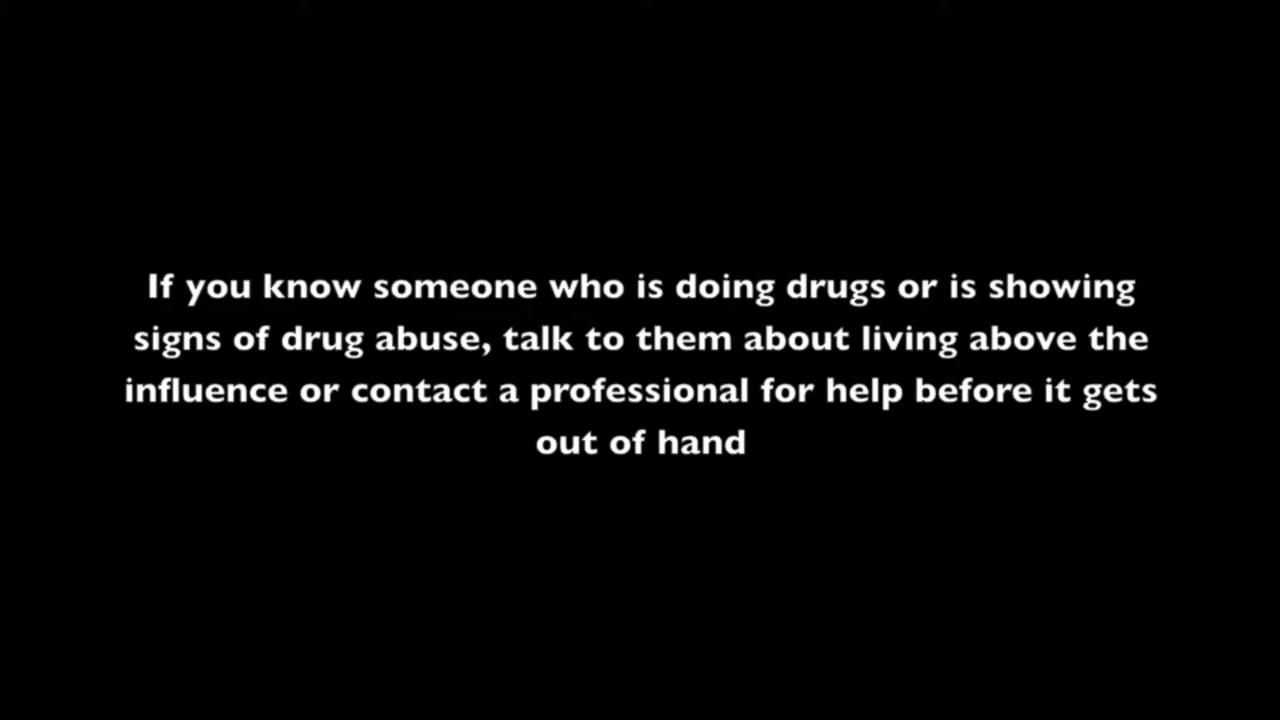 If you know someone who is doing drugs or is showing
signs of drug abuse, talk to them about living above the
influence or contact a professional for help before it gets
out of hand